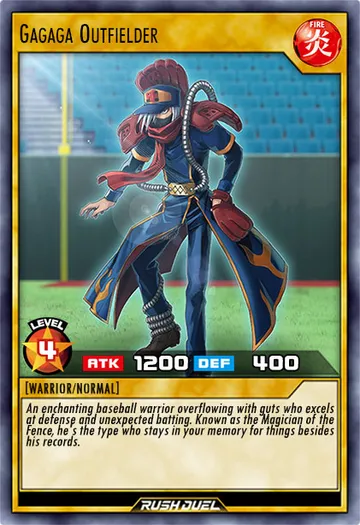 Gagaga Outfielder
FIRE
炎
LEVEL
4
ATK 1200 DEF 400
[WARRIOR/NORMAL]
An enchanting baseball warrior overflowing with guts who excels
at defense and unexpected batting. Known as the Magician of the
Fence, he's the type who stays in your memory for things besides
his records.
RUSH DUEL